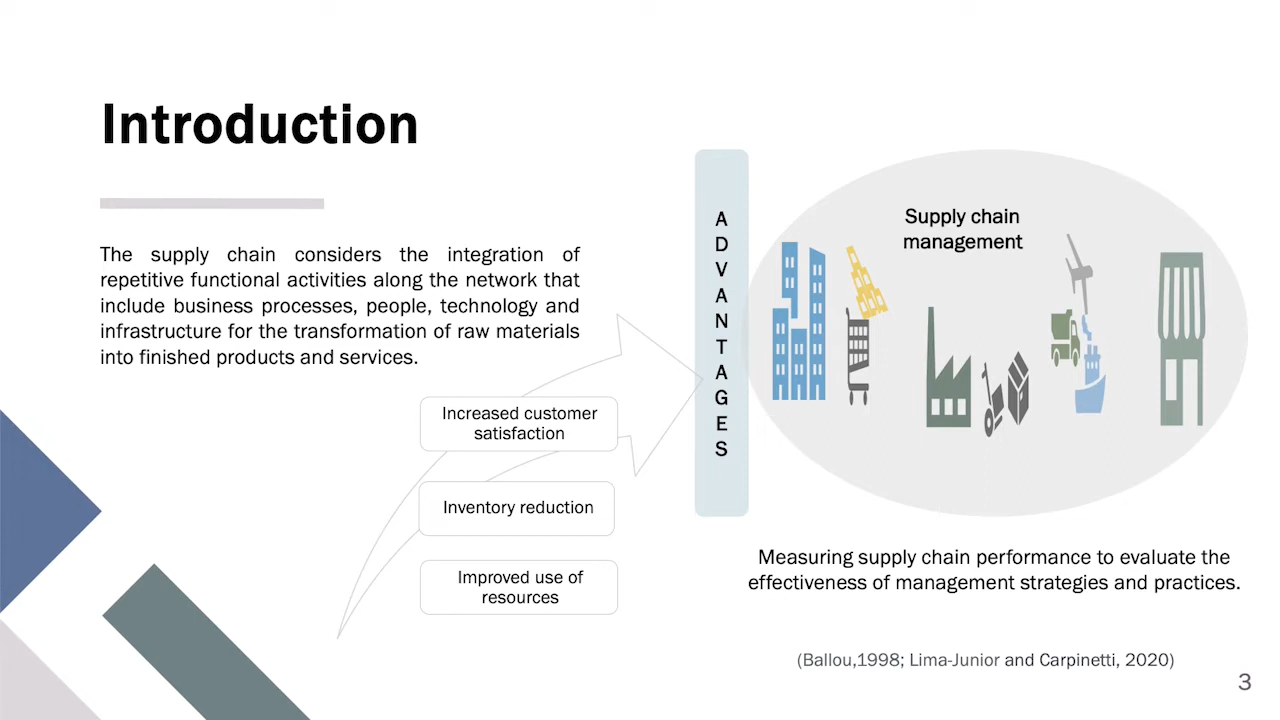 Introduction
The supply chain considers the integration of
repetitive functional activities along the network that
include business processes, people, technology and
infrastructure for the transformation of raw materials
into finished products and services.
Increased customer
satisfaction
Inventory reduction
Improved use of
resources
A
D
V
A
N
T
A
G
E
S
Supply chain
management
Measuring supply chain performance to evaluate the
effectiveness of management strategies and practices.
(Ballou,1998; Lima-Junior and Carpinetti, 2020)
3